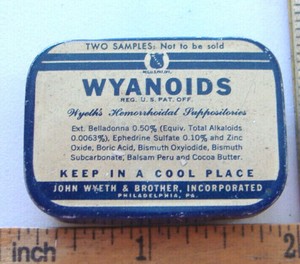 TWO SAMPLES: Not to be sold
WYANOIDS
REG. U.S. PAT. OFF.
Wyeth's Hemorrhoidal Suppositories
Ext. Belladonna 0.50% (Equiv. Total Alkaloids
0.0063%), Ephedrine Sulfate 0.10% and Zinc
Oxide, Boric Acid, Bismuth Oxyiodide, Bismuth
Subcarbonate, Balsam Peru and Cocoa Butter.
KEEP IN A COOL PLACE
JOHN WYETH & BROTHER, INCORPORATED
PHILADELPHIA, PA.
inch 1 2